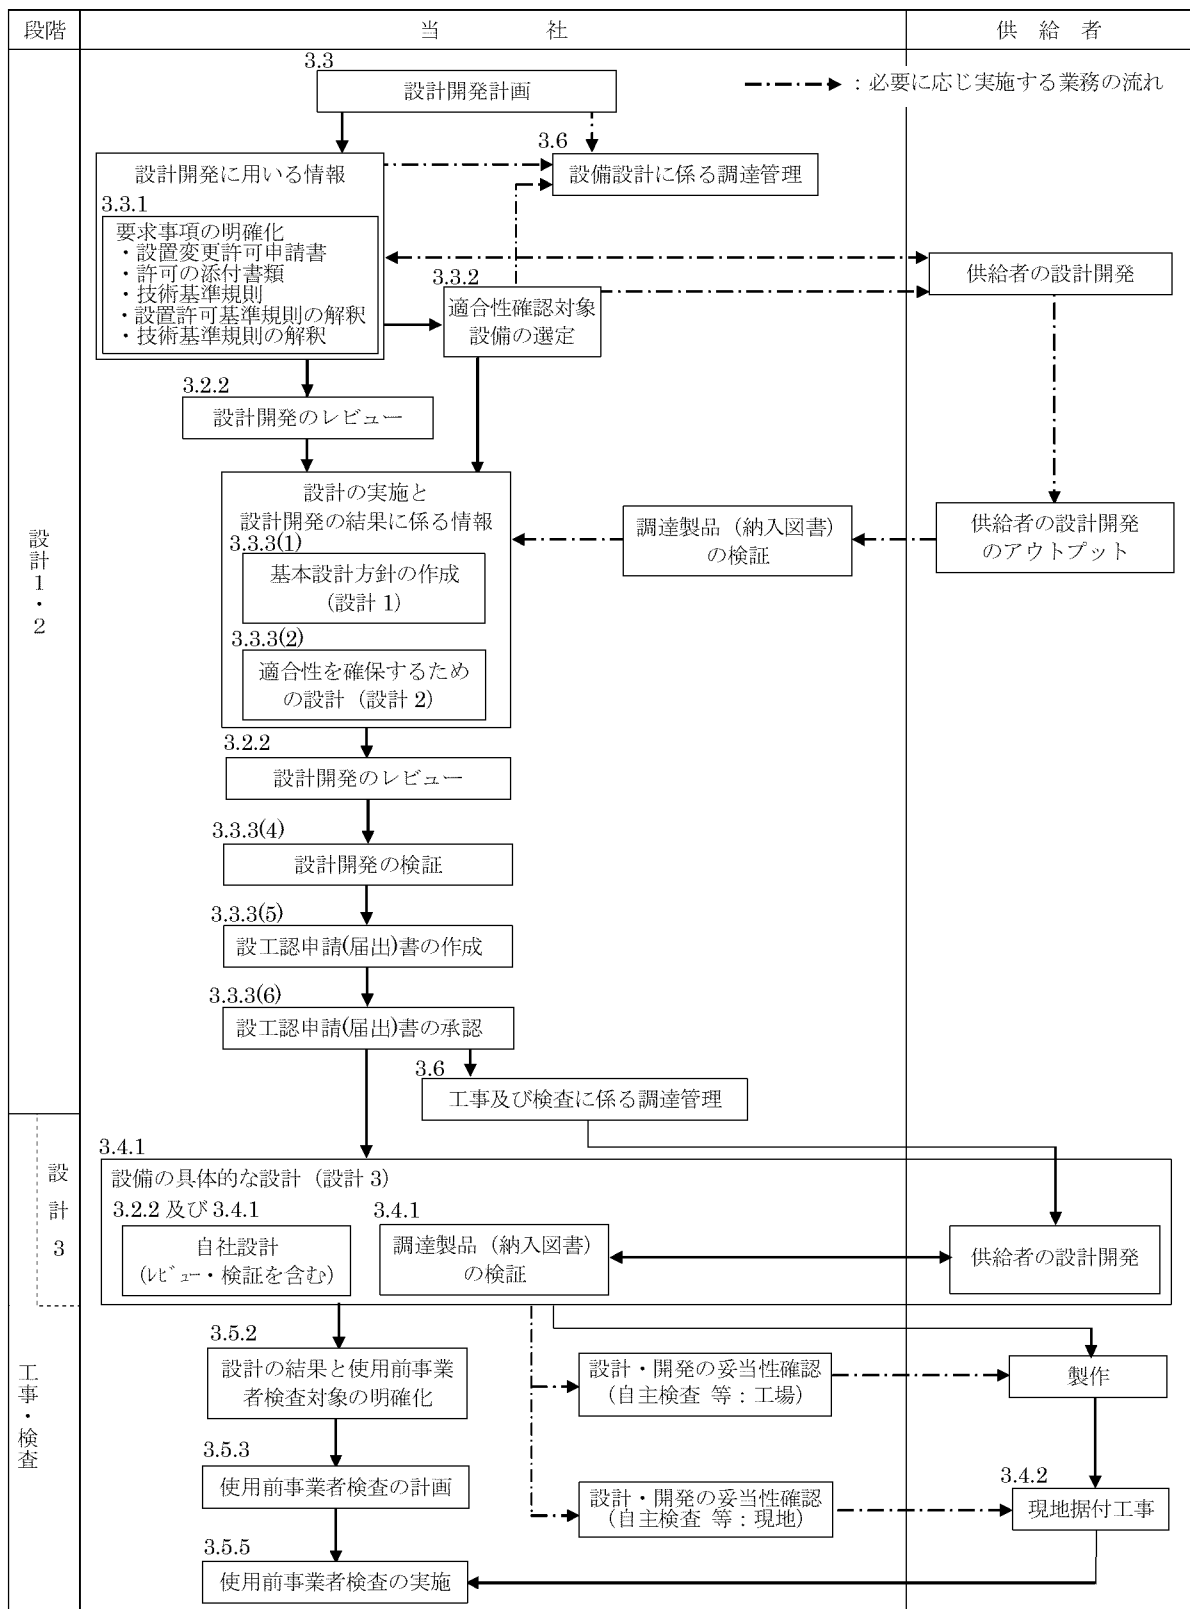 段階
当 社
供 給 者
3.3
設計開発計画
：必要に応じ実施する業務の流れ
3.6
設備設計に係る調達管理
設計開発に用いる情報
3.3.1
要求事項の明確化
・設置変更許可申請書
・許可の添付書類
・技術基準規則
・設置許可基準規則の解釈
・技術基準規則の解釈
3.3.2
適合性確認対象
設備の選定
供給者の設計開発
3.2.2
設計開発のレビュー
設計の実施と
設計開発の結果に係る情報
3.3.3(1)
基本設計方針の作成
（設計 1）
3.3.3(2)
適合性を確保するため
の設計（設計 2）
調達製品（納入図書）
の検証
供給者の設計開発
のアウトプット
設計１・２
3.2.2
設計開発のレビュー
3.3.3(4)
設計開発の検証
3.3.3(5)
設工認申請(届出)書の作成
3.3.3(6)
設工認申請(届出)書の承認
3.6
工事及び検査に係る調達管理
設計３
3.4.1
設備の具体的な設計（設計 3）
3.2.2 及び 3.4.1
自社設計
(ﾚﾋﾞｭｰ・検証を含む)
3.4.1
調達製品（納入図書）
の検証
供給者の設計開発
工事・検査
3.5.2
設計の結果と使用前事業
者検査対象の明確化
設計・開発の妥当性確認
（自主検査 等：工場）
製作
3.5.3
使用前事業者検査の計画
設計・開発の妥当性確認
（自主検査 等：現地）
3.4.2
現地据付工事
3.5.5
使用前事業者検査の実施